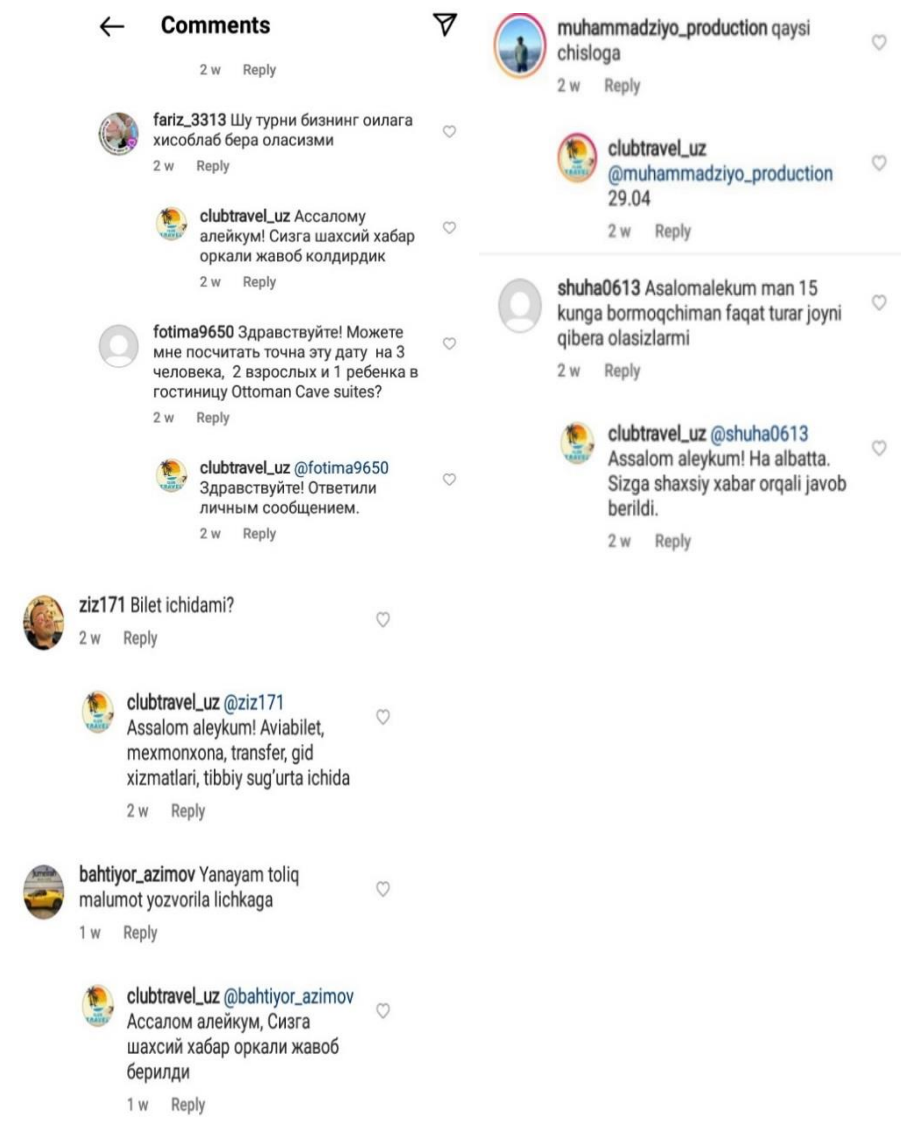 Comments
2 w Reply
fariz_3313 Шу турни бизнинг оилага
хисоблаб бера оласизми
2 w Reply
clubtravel_uz Ассалому
алейкум! Сизга шахсий хабар
оркали жавоб колдирдик
2 w Reply
fotima9650 Здравствуйте! Можете
мне посчитать точна эту дату на 3
человека, 2 взрослых и 1 ребенка в
гостиницу Ottoman Cave suites?
2 w Reply
clubtravel_uz @fotima9650
Здравствуйте! Ответили
личным сообщением.
2 w Reply
muhammadziyo_production qaysi
chisloga
2 w Reply
clubtravel_uz
@muhammadziyo_production
29.04
2 w Reply
shuha0613 Asalomalekum man 15
kunga bormoqchiman faqat turar joyni
qibera olasizlarmi
2 w Reply
clubtravel_uz @shuha0613
Assalom aleykum! Ha albatta.
Sizga shaxsiy xabar orqali javob
berildi.
2 w Reply
ziz171 Bilet ichidami?
2 w Reply
clubtravel_uz @ziz171
Assalom aleykum! Aviabilet,
mexmonxona, transfer, gid
xizmatlari, tibbiy sug'urta ichida
2 w Reply
bahtiyor_azimov Yanayam toliq
malumot yozvorila lichkaga
1 w Reply
clubtravel_uz @bahtiyor_azimov
Ассалом алейкум, Сизга
шахсий хабар оркали жавоб
берилди
1 w Reply